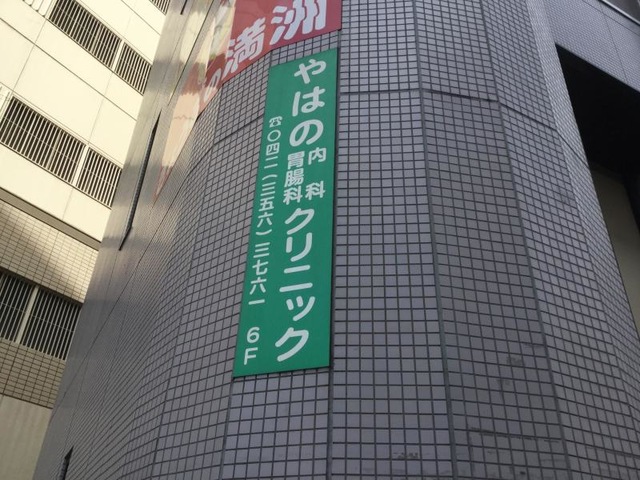 の満洲
やはの内科胃腸科クリニック
☎〇四二(三五六)三七六一
6F